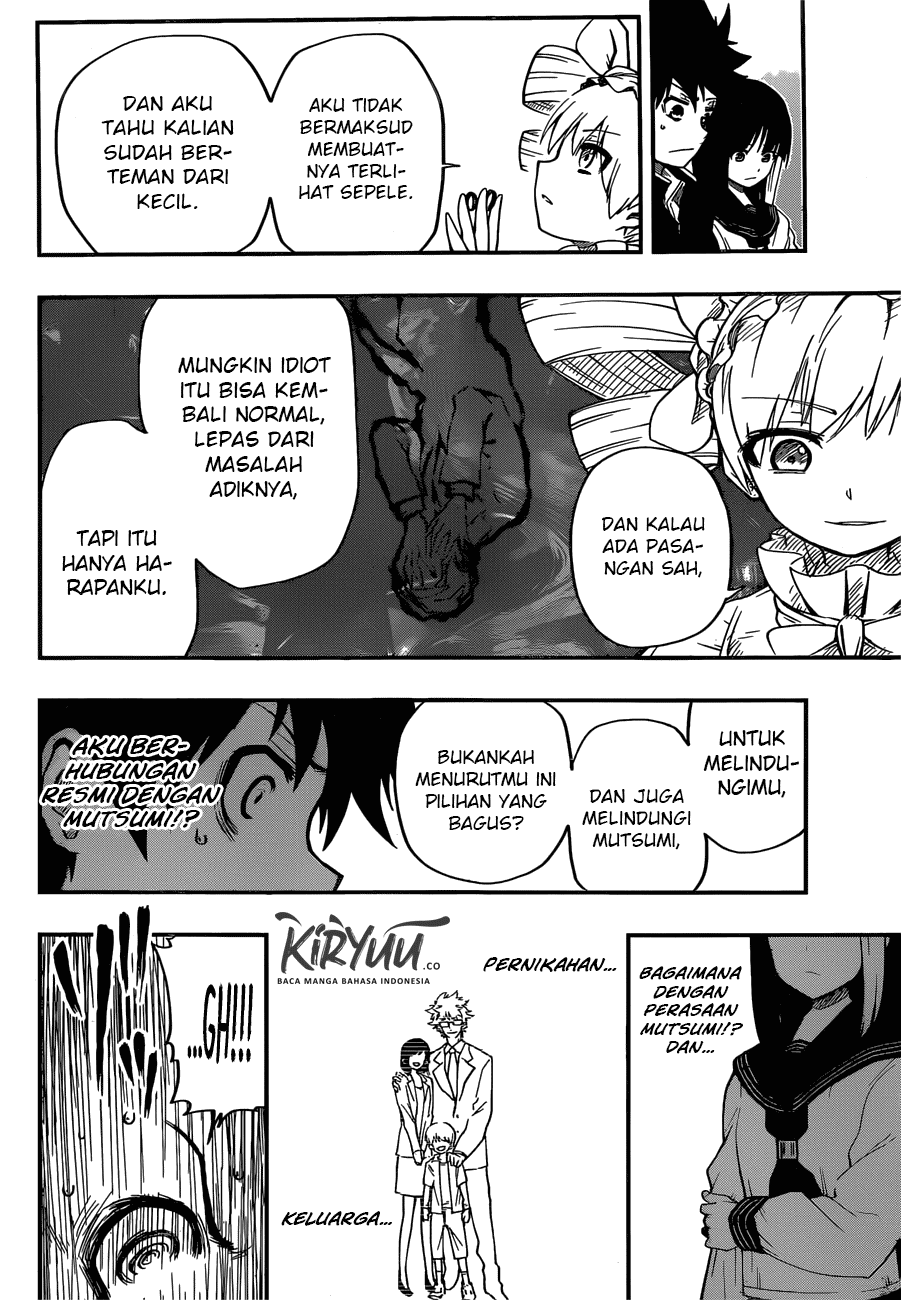 AKU TIDAK
BERMAKSUD
MEMBUAT-
NYA TERLI-
HAT SEPELE.
DAN AKU
TAHU KALIAN
SUDAH BER-
TEMAN DARI
KECIL.
DAN KALAU
ADA PASA-
NGAN SAH,
MUNGKIN IDIOT
ITU BISA KEM-
BALI NORMAL,
LEPAS DARI
MASALAH
ADIKNYA,
TAPI ITU
HANYA HA-
RAPANKU.
UNTUK
MELINDU-
NGIMU,
DAN JUGA
MELINDUNGI
MUTSUMI,
BUKANKAH
MENURUTMU INI
PILIHAN YANG
BAGUS?
AKU BER-
HUBUNGAN
RESMI DENGAN
MUTSUMI!?
BAGAIMANA
DENGAN
PERASAAN
MUTSUMI!?
DAN...
PERNIKAHAN...
KELUARGA...
KIRYUU.CO
BACA MANGA BAHASA INDONESIA
...GH!!!